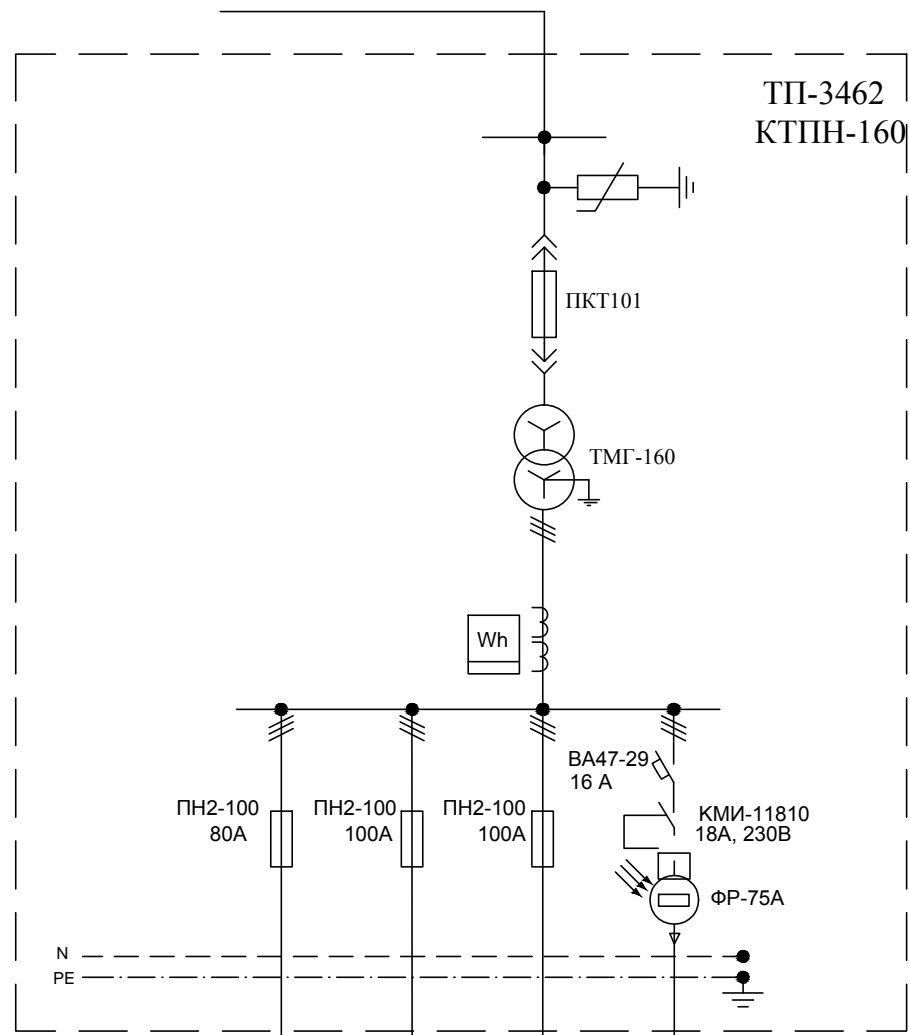 ТП-3462
КТПН-160
ПКТ101
ТМГ-160
Wh
ВА47-29
16 А
ПН2-100
80А
ПН2-100
100А
ПН2-100
100А
КМИ-11810
18А, 230В
ФР-75А
N
PE